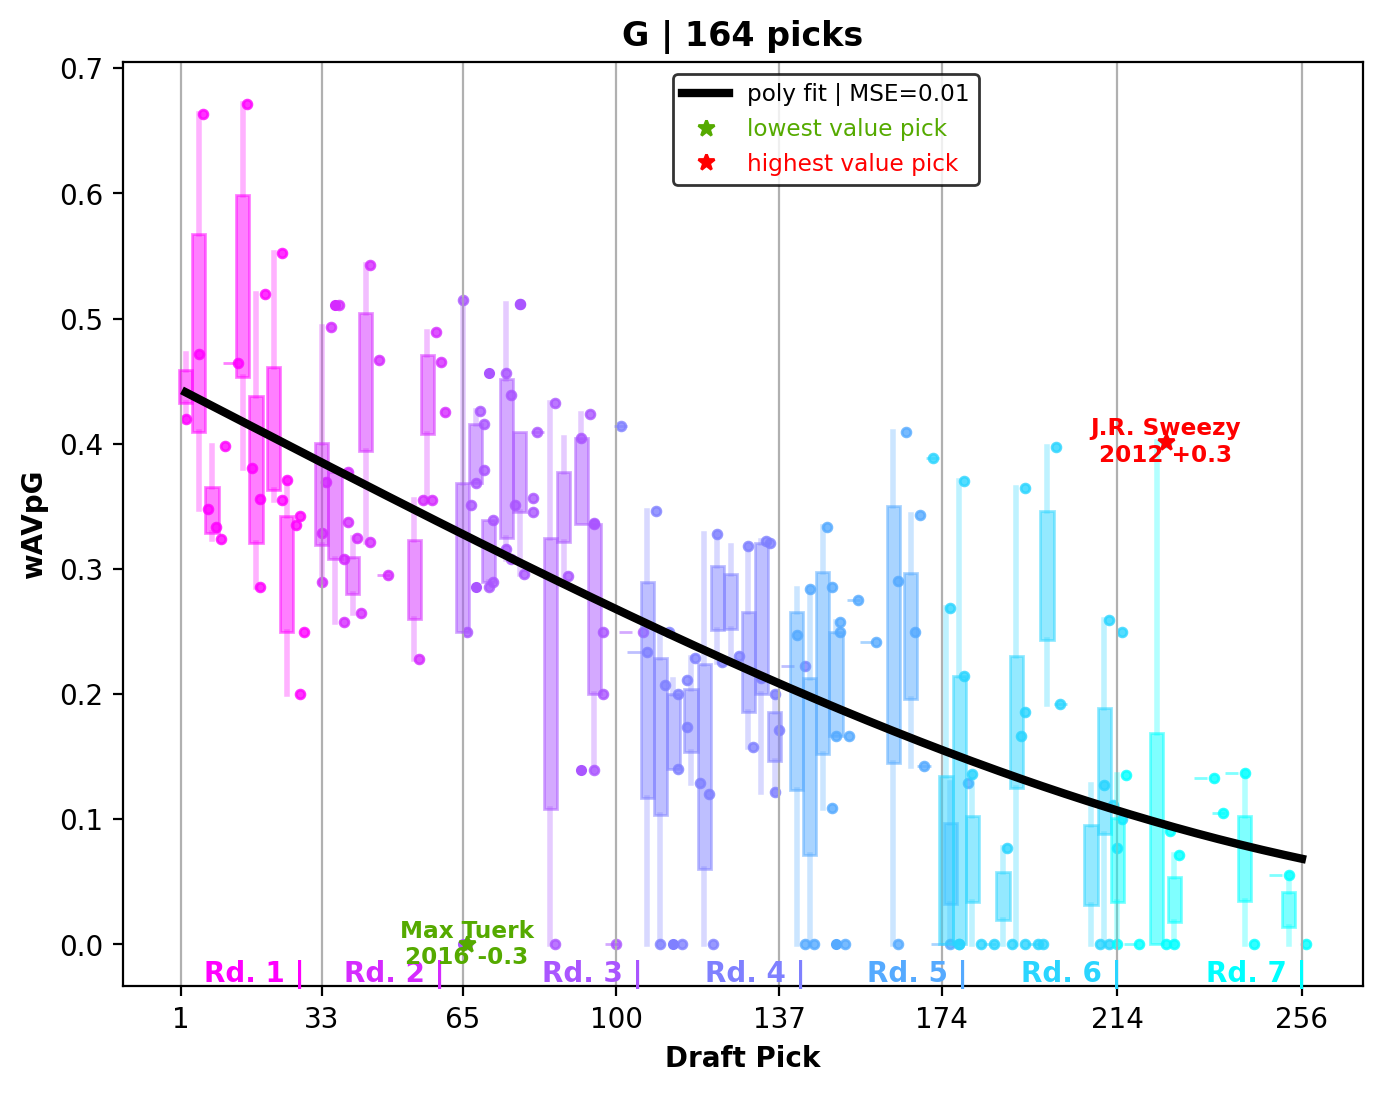 G | 164 picks
poly fit | MSE=0.01
lowest value pick
highest value pick
0.7
0.6
0.5
0.4
0.3
0.2
0.1
0.0
wAVpG
J.R. Sweezy
2012 +0.3
Max Tuerk
2016 -0.3
Rd. 1 |
Rd. 2 |
Rd. 3 |
Rd. 4 |
Rd. 5 |
Rd. 6 |
Rd. 7 |
1
33
65
100
137
174
214
256
Draft Pick